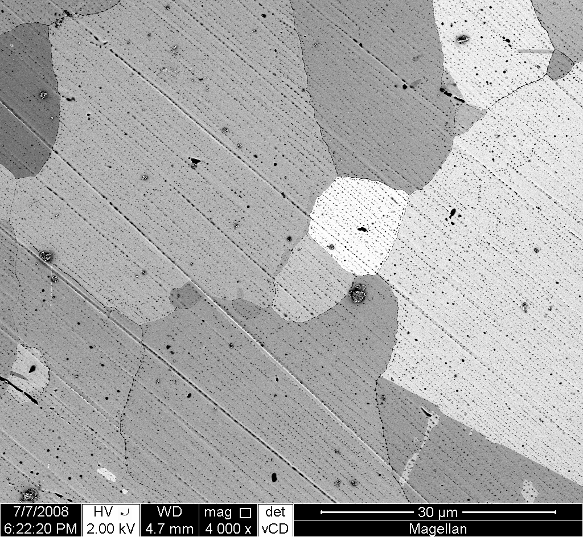 7/7/2008 HV WD mag □ det 30 µm
6:22:20 PM 2.00 kV 4.7 mm 4 000 x vCD Magellan